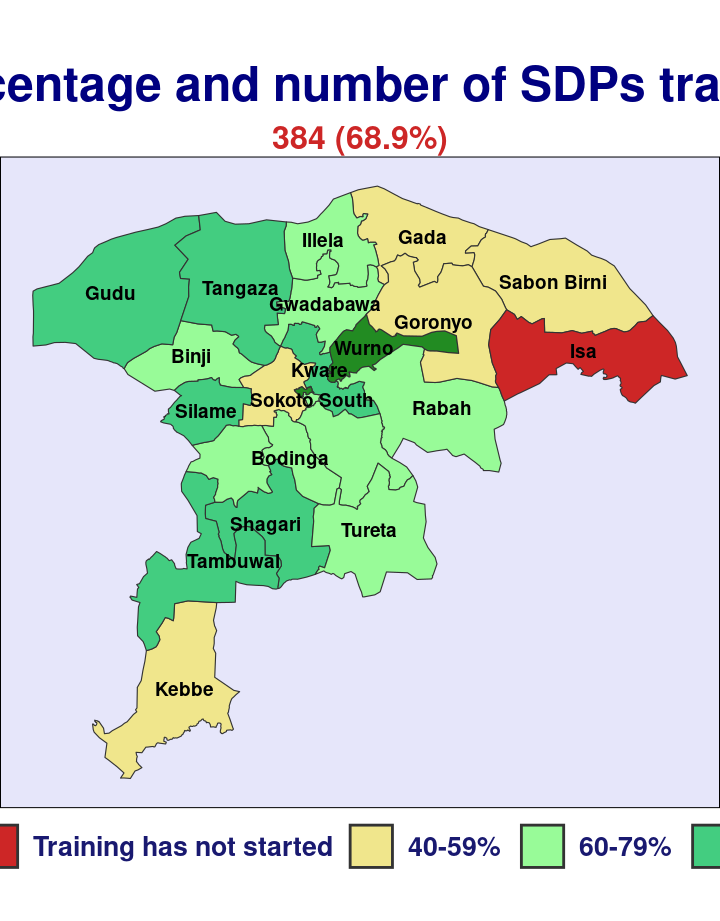 centage and number of SDPs tra
384 (68.9%)
Illela
Gada
Sabon Birni
Gudu
Tangaza
Gwadabawa
Goronyo
Wurno
Isa
Binji
Kware
Silame
Sokoto South
Rabah
Bodinga
Shagari
Tureta
Tambuwal
Kebbe
Training has not started 40-59% 60-79%